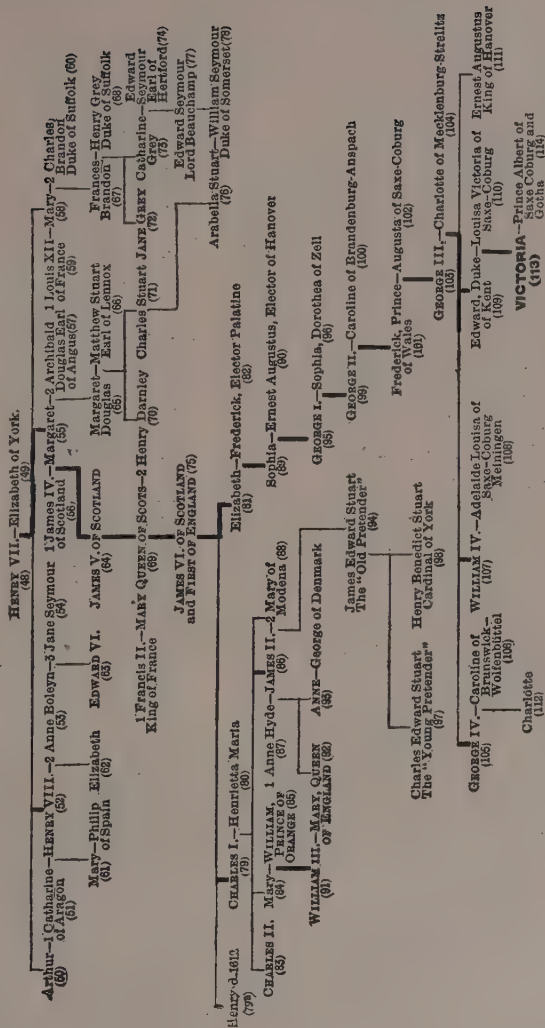 HENRY VII.—Elizabeth of York.
(48) (49)
Arthur—1 Catharine—HENRY VIII.—2 Anne Boleyn—3 Jane Seymour 1 James IV.—Margaret—2 Archibald 1 Louis XII—Mary—2 Charles
of Aragon of Scotland Douglas Earl of France Brandon
of Angus (57) Duke of Suffolk (60)
(50) (51) (52) (53) (54) (56) (55) (59) (58)
Mary—Philip Elizabeth EDWARD VI. JAMES V. OF SCOTLAND Margaret—Matthew Stuart Frances—Henry Grey Edward
(61) of Spain (62) (63) (64) Douglas Earl of Lennox Brandon Duke of Suffolk
(65) (66) (67) (68)
1 Francis II.—MARY QUEEN OF SCOTS—2 Henry Darnley Charles Stuart JANE GREY Catharine—Seymour
King of France (69) (70) (71) (72) Grey Earl of
(73) Hertford (74)
JAMES VI. OF SCOTLAND
and FIRST OF ENGLAND (75)
Edward Seymour
Lord Beauchamp (77)
Arabella Stuart—William Seymour
(76) Duke of Somerset (78)
Henry d. 1612 CHARLES I.—Henrietta Maria Elizabeth—Frederick, Elector Palatine
(79a) (79) (80) (81) (82)
CHARLES II. Mary—WILLIAM, 1 Anne Hyde—JAMES II.—2 Mary of Sophia—Ernest Augustus, Elector of Hanover
(83) (84) PRINCE OF (87) (86) Modena (88) (89) (90)
ORANGE (85)
WILLIAM III.—MARY, QUEEN ANNE—George of Denmark James Edward Stuart GEORGE I.—Sophia, Dorothea of Zell
(91) OF ENGLAND (92) (93) The "Old Pretender" (95) (96)
(94)
GEORGE II.—Caroline of Brandenburg-Anspach
(99) (100)
Charles Edward Stuart Henry Benedict Stuart Frederick, Prince—Augusta of Saxe-Coburg
The "Young Pretender" Cardinal of York of Wales (102)
(97) (98) (101)
GEORGE III.—Charlotte of Mecklenburg-Strelitz
(103) (104)
GEORGE IV.—Caroline of WILLIAM IV.—Adelaide Louisa of Edward, Duke—Louisa Victoria of Ernest Augustus
(105) Brunswick— (107) Saxe-Coburg of Kent Saxe-Coburg King of Hanover
Wolfenbüttel Meiningen (109) (110) (111)
(106) (108)
Charlotte VICTORIA—Prince Albert of
(112) (113) Saxe Coburg and
Gotha (114)